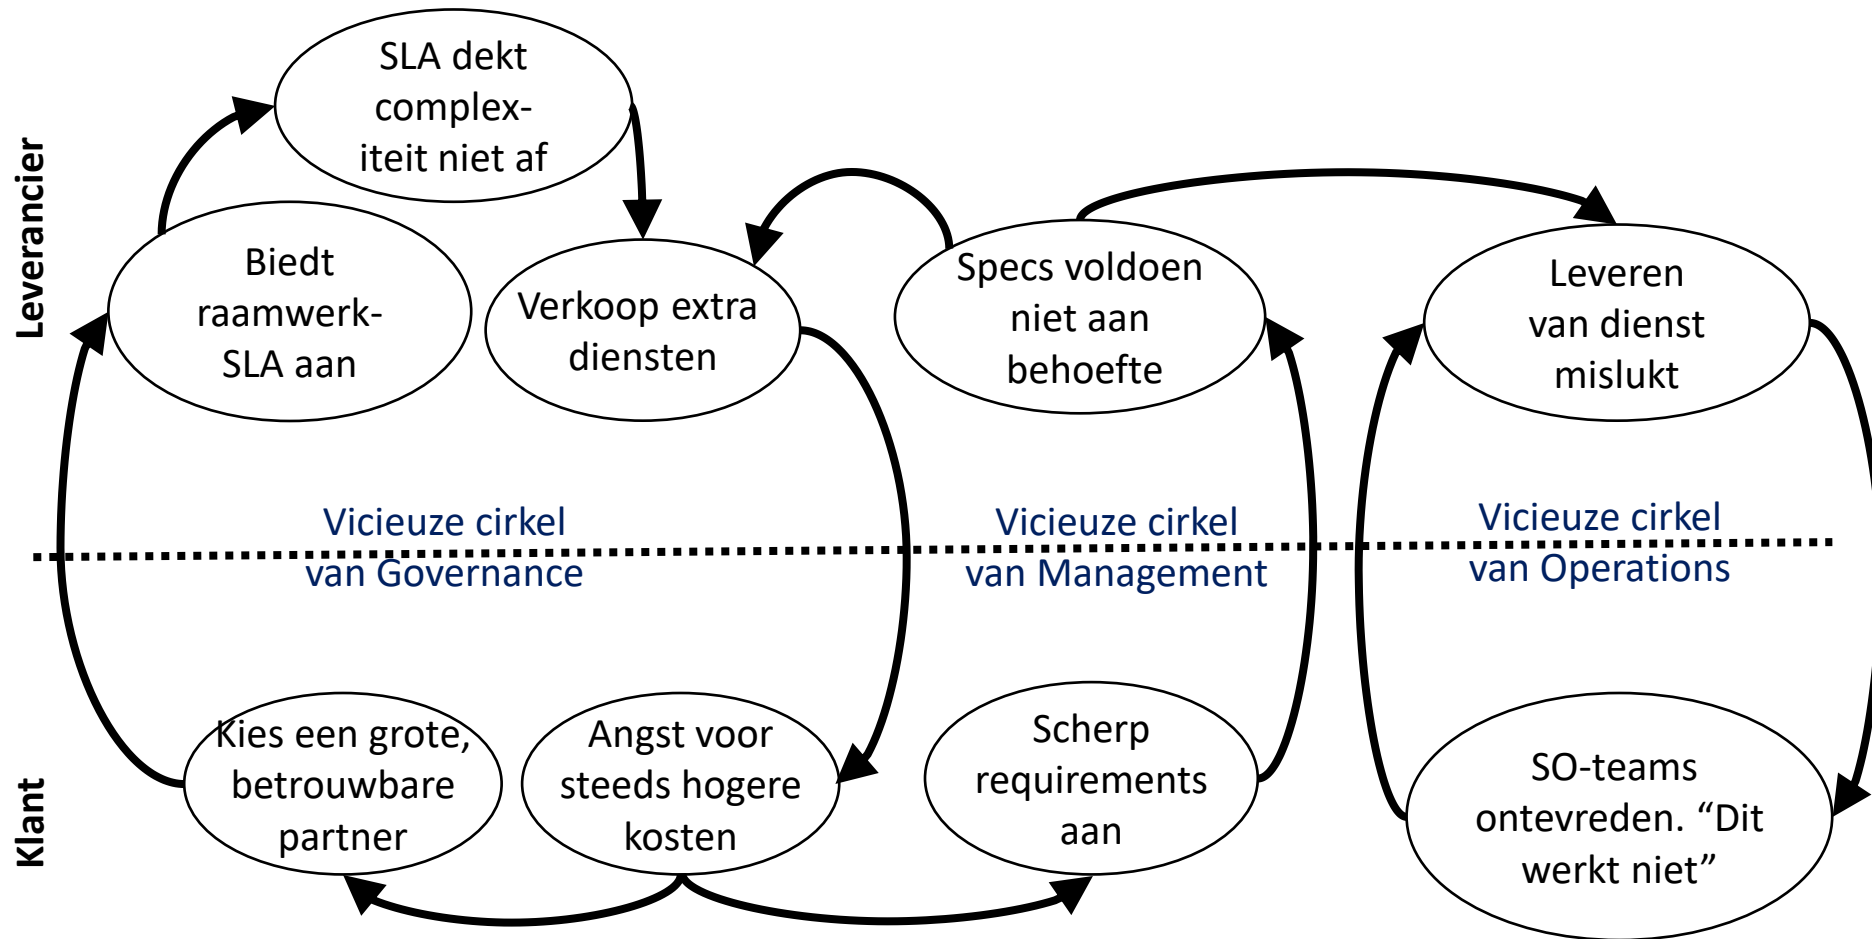 Leverancier
SLA dekt
complex-
iteit niet af
Biedt
raamwerk-
SLA aan
Verkoop extra
diensten
Specs voldoen
niet aan
behoefte
Leveren
van dienst
mislukt
Vicieuze cirkel
van Governance
Vicieuze cirkel
van Management
Vicieuze cirkel
van Operations
Klant
Kies een grote,
betrouwbare
partner
Angst voor
steeds hogere
kosten
Scherp
requirements
aan
SO-teams
ontevreden. “Dit
werkt niet”